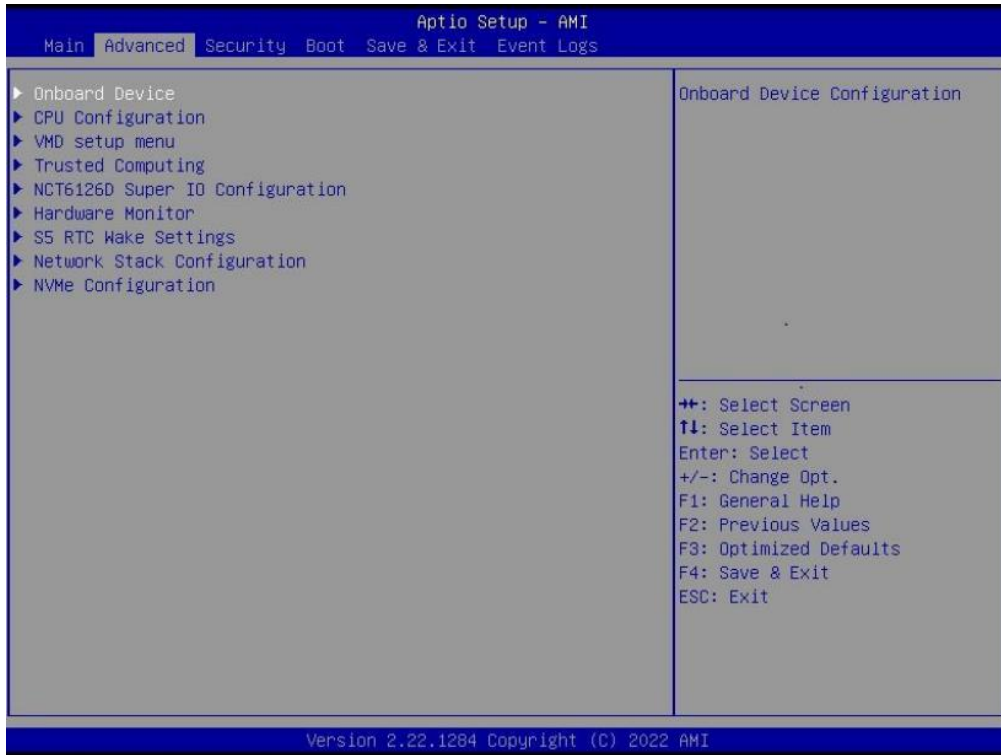 Aptio Setup - AMI
Main Advanced Security Boot Save & Exit Event Logs
Onboard Device
CPU Configuration
VMD setup menu
Trusted Computing
NCT6126D Super IO Configuration
Hardware Monitor
S5 RTC Wake Settings
Network Stack Configuration
NVMe Configuration
Onboard Device Configuration
→←: Select Screen
↑↓: Select Item
Enter: Select
+/-: Change Opt.
F1: General Help
F2: Previous Values
F3: Optimized Defaults
F4: Save & Exit
ESC: Exit
Version 2.22.1284 Copyright (C) 2022 AMI